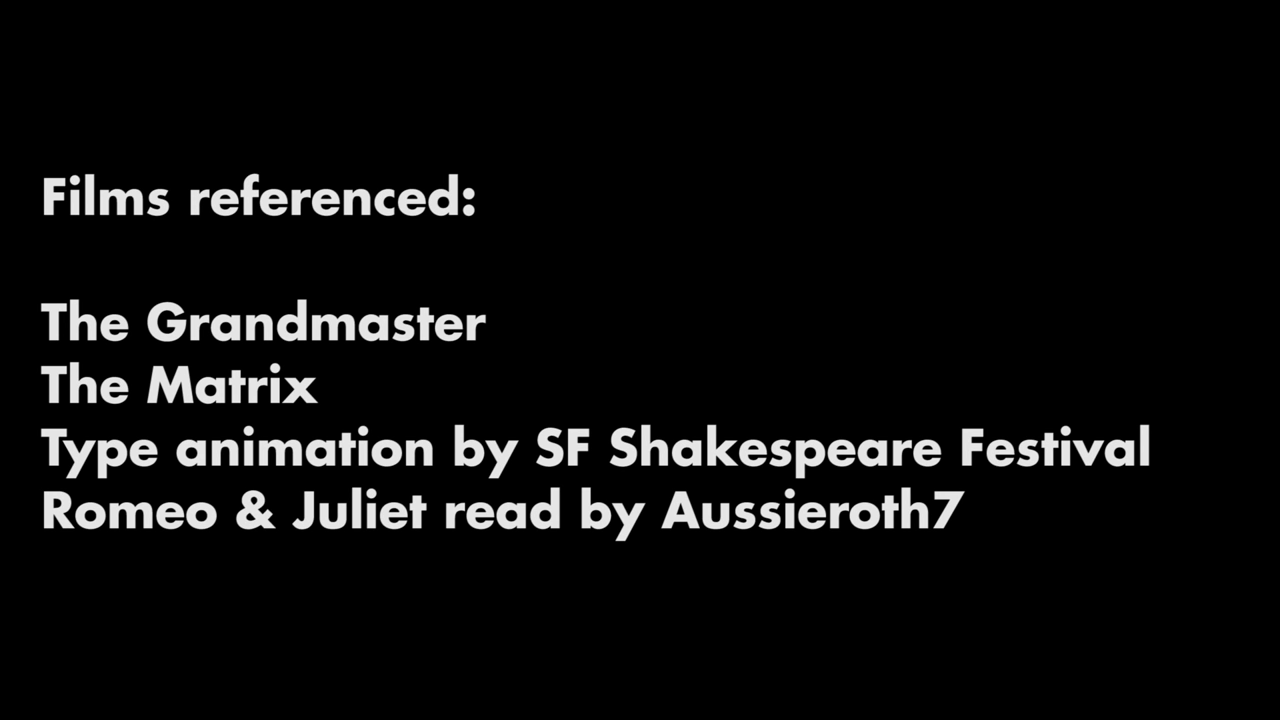 Films referenced:
The Grandmaster
The Matrix
Type animation by SF Shakespeare Festival
Romeo & Juliet read by Aussieroth7